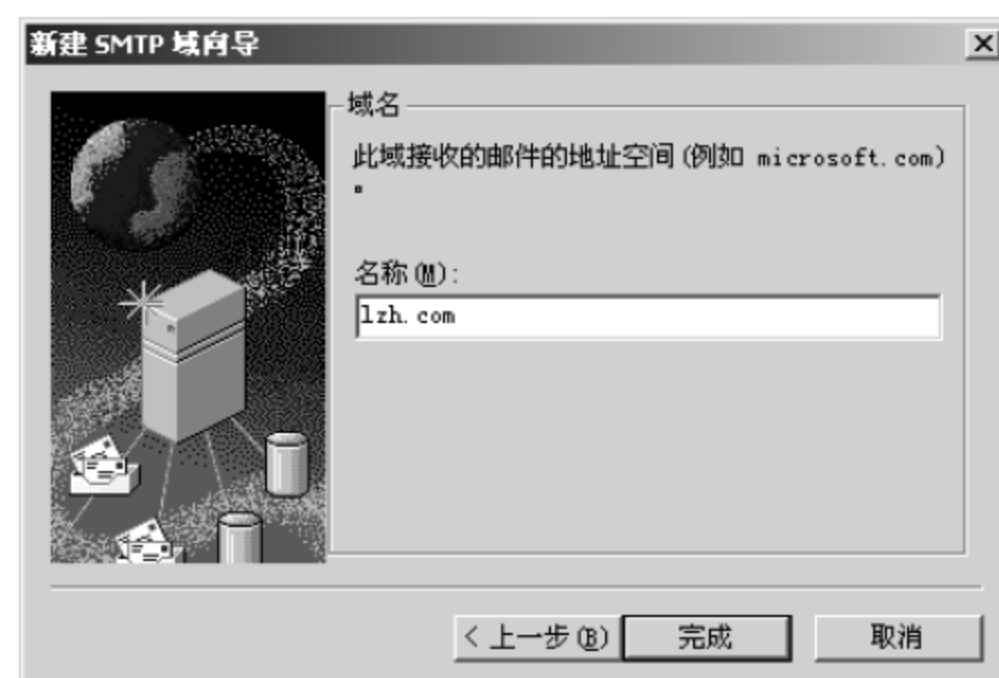 新建 SMTP 域向导
域名
此域接收的邮件的地址空间(例如 microsoft.com)
。
名称(M):
lzh.com
< 上一步(B)
完成
取消